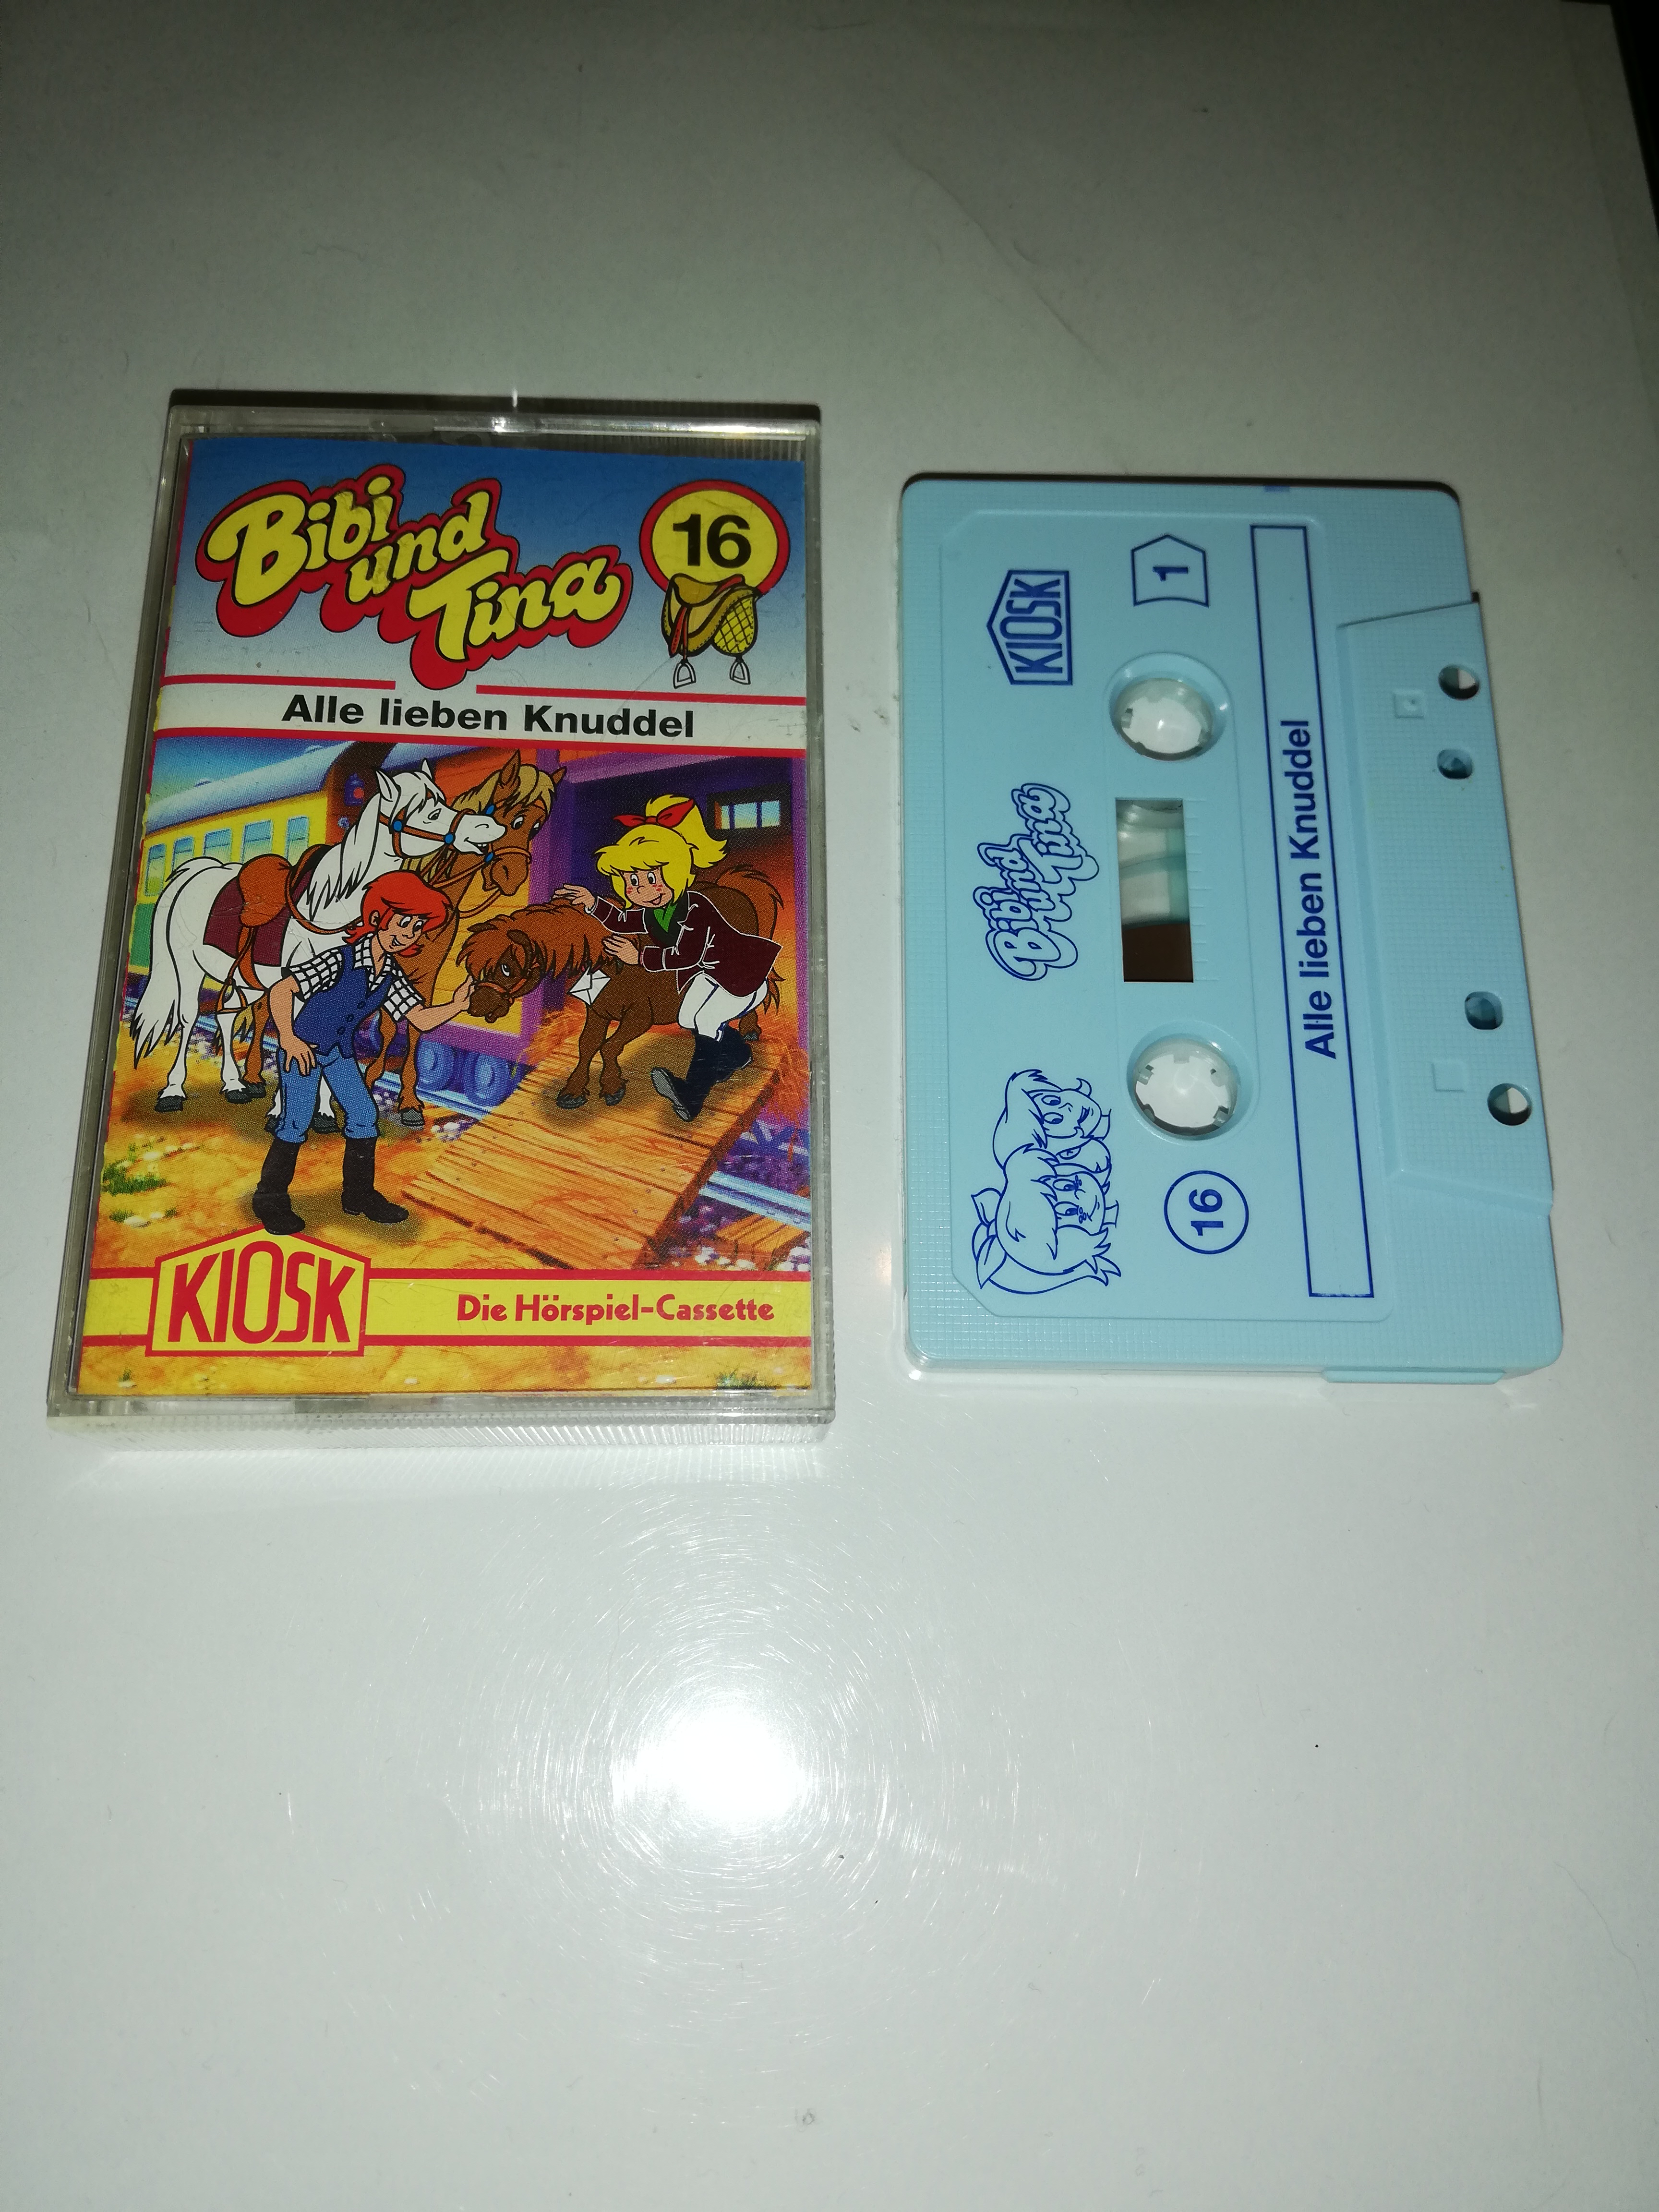 Bibi
und
Tina
16
Alle lieben Knuddel
KIOSK
Die Hörspiel-Cassette
KIOSK
1
Bibi und
Tina
16
Alle lieben Knuddel